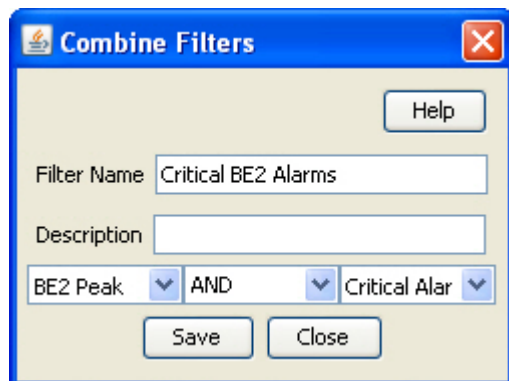 Combine Filters
Help
Filter Name Critical BE2 Alarms
Description
BE2 Peak AND Critical Alar
Save Close